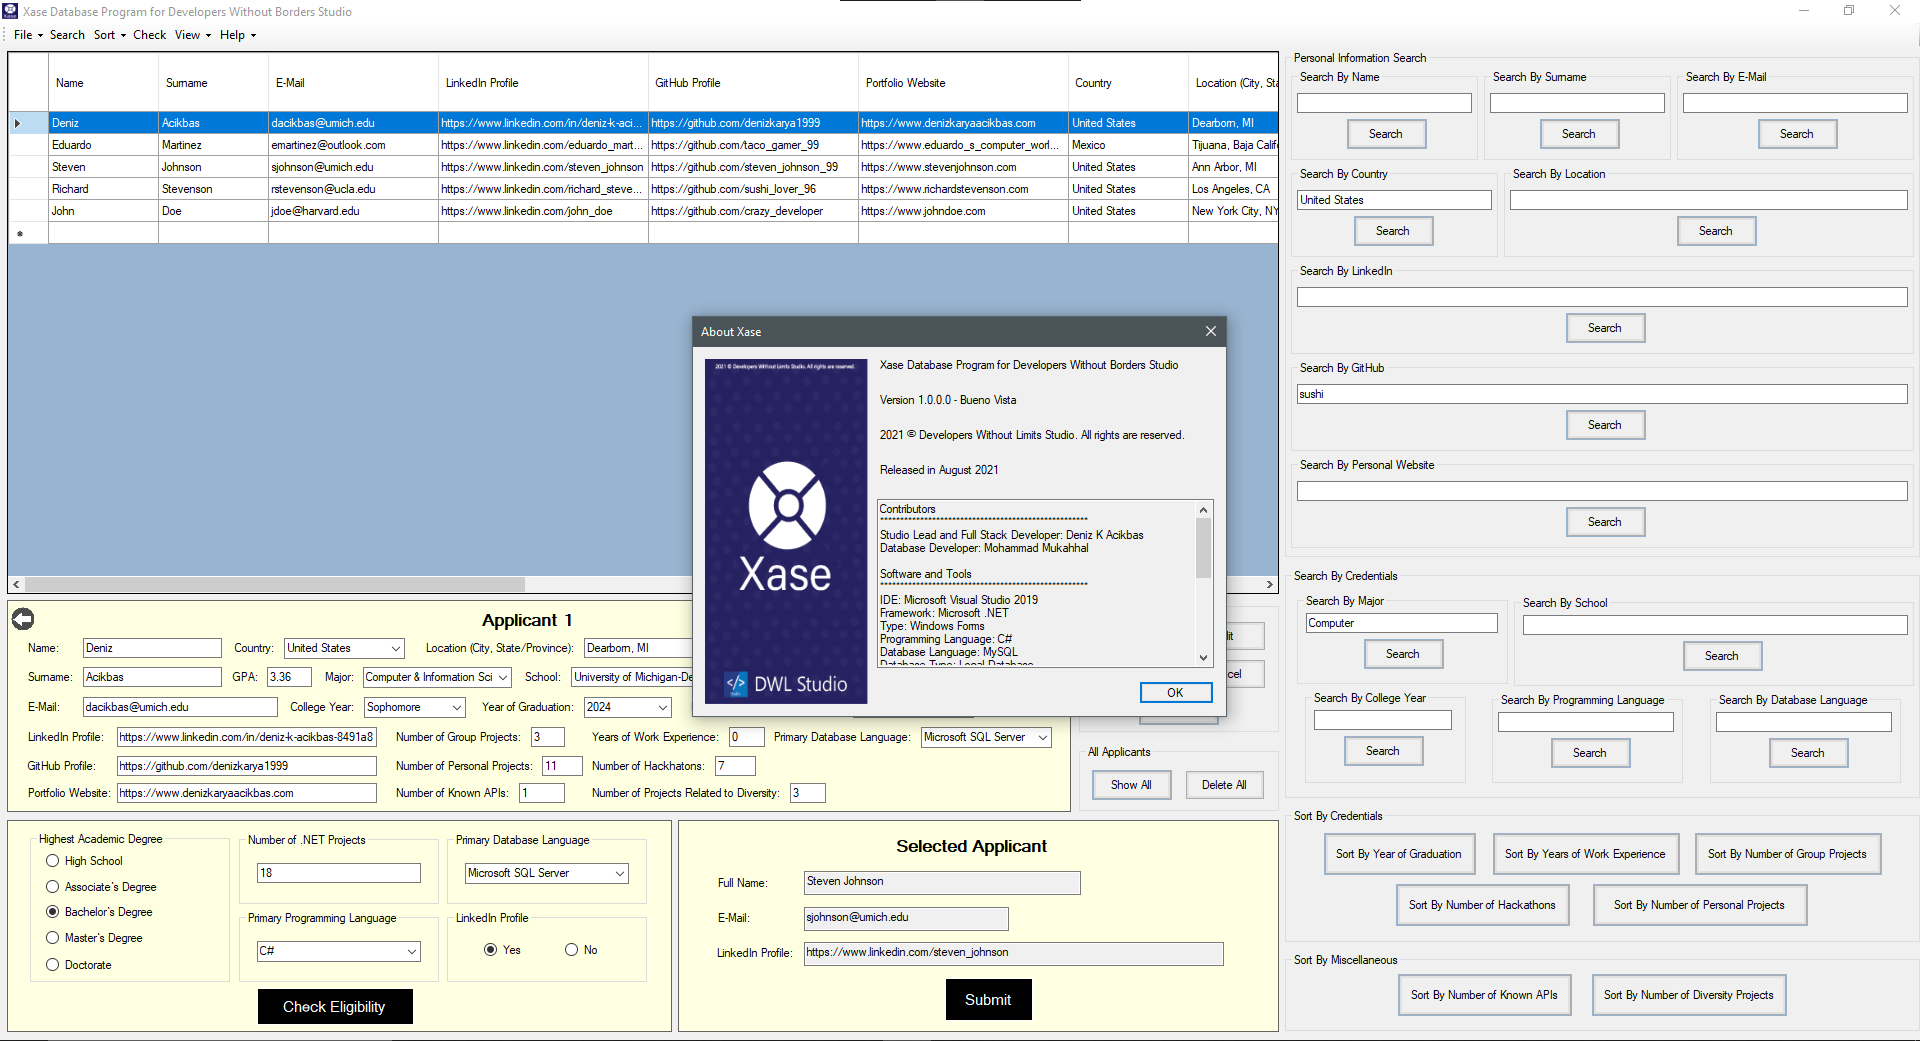 Xase Database Program for Developers Without Borders Studio
File Search Sort Check View Help
Name Surname E-Mail LinkedIn Profile GitHub Profile Portfolio Website Country Location (City, Sta
Deniz Acikbas dacikbas@umich.edu https://www.linkedin.com/in/deniz-k-aci... https://github.com/denizkarya1999 https://www.denizkaryaacikbas.com United States Dearborn, MI
Eduardo Martinez emartinez@outlook.com https://www.linkedin.com/eduardo_mart... https://github.com/taco_gamer_99 https://www.eduardo_s_computer_worl... Mexico Tijuana, Baja Calif
Steven Johnson sjohnson@umich.edu https://www.linkedin.com/steven_johnson https://github.com/steven_johnson_99 https://www.stevenjohnson.com United States Ann Arbor, MI
Richard Stevenson rstevenson@ucla.edu https://www.linkedin.com/richard_steve... https://github.com/sushi_lover_96 https://www.richardstevenson.com United States Los Angeles, CA
John Doe jdoe@harvard.edu https://www.linkedin.com/john_doe https://github.com/crazy_developer https://www.johndoe.com United States New York City, NY
Personal Information Search
Search By Name Search By Surname Search By E-Mail
Search Search Search
Search By Country Search By Location
United States
Search Search
Search By LinkedIn
Search
Search By GitHub
sushi
Search
Search By Personal Website
Search
About Xase
2021 © Developers Without Limits Studio. All rights are reserved.
Xase
DWL Studio
Xase Database Program for Developers Without Borders Studio
Version 1.0.0.0 - Bueno Vista
2021 © Developers Without Limits Studio. All rights are reserved.
Released in August 2021
Contributors
Studio Lead and Full Stack Developer: Deniz K Acikbas
Database Developer: Mohammad Mukahhal
Software and Tools
IDE: Microsoft Visual Studio 2019
Framework: Microsoft .NET
Type: Windows Forms
Programming Language: C#
Database Language: MySQL
Database Type: Local Database
OK
Applicant 1
Name: Deniz Country: United States Location (City, State/Province): Dearborn, MI
Surname: Acikbas GPA: 3.36 Major: Computer & Information Sci School: University of Michigan-De
E-Mail: dacikbas@umich.edu College Year: Sophomore Year of Graduation: 2024
LinkedIn Profile: https://www.linkedin.com/in/deniz-k-acikbas-8491a8 Number of Group Projects: 3 Years of Work Experience: 0 Primary Database Language: Microsoft SQL Server
GitHub Profile: https://github.com/denizkarya1999 Number of Personal Projects: 11 Number of Hackhatons: 7
Portfolio Website: https://www.denizkaryaacikbas.com Number of Known APIs: 1 Number of Projects Related to Diversity: 3
All Applicants
Show All Delete All
Search By Credentials
Search By Major Search By School
Computer
Search Search
Search By College Year Search By Programming Language Search By Database Language
Search Search Search
Highest Academic Degree
High School
Associate's Degree
Bachelor's Degree
Master's Degree
Doctorate
Number of .NET Projects
18
Primary Database Language
Microsoft SQL Server
Primary Programming Language
C#
LinkedIn Profile
Yes No
Check Eligibility
Selected Applicant
Full Name: Steven Johnson
E-Mail: sjohnson@umich.edu
LinkedIn Profile: https://www.linkedin.com/steven_johnson
Submit
Sort By Credentials
Sort By Year of Graduation Sort By Years of Work Experience Sort By Number of Group Projects
Sort By Number of Hackathons Sort By Number of Personal Projects
Sort By Miscellaneous
Sort By Number of Known APIs Sort By Number of Diversity Projects